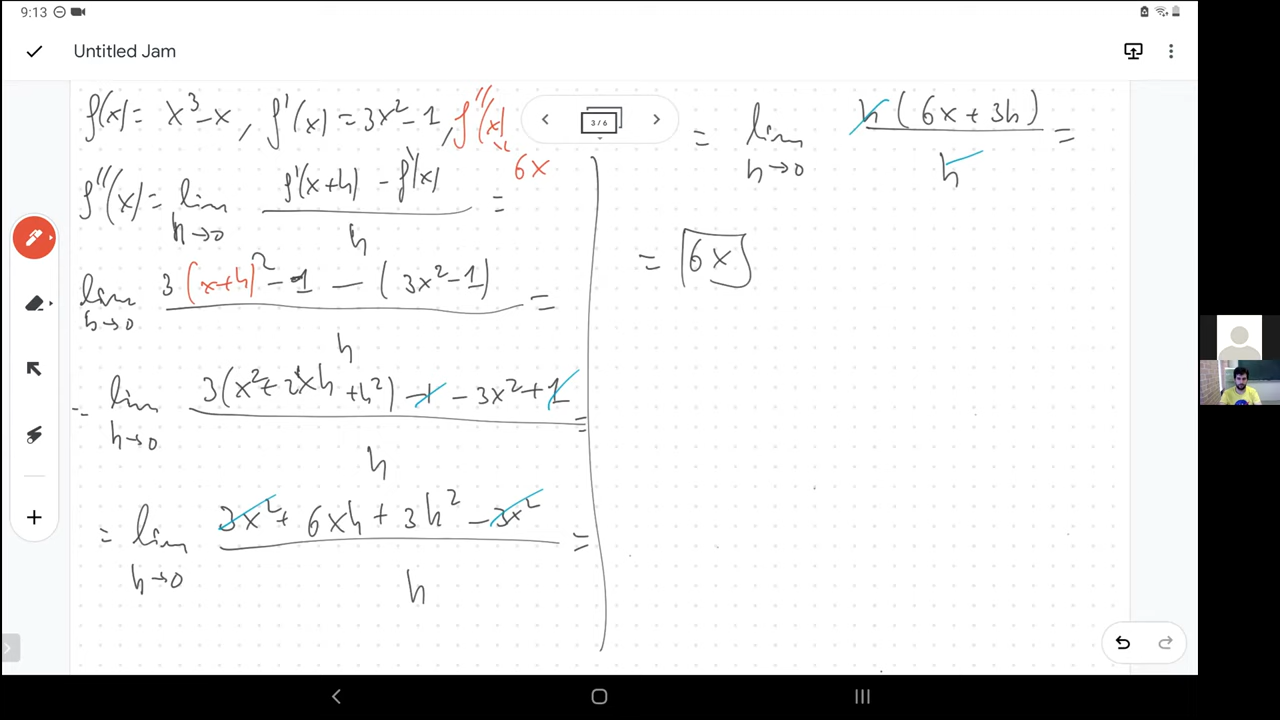 9:13
Untitled Jam
3 / 6
f(x) = x³-x, f'(x) = 3x²-1, f''(x) = 6x
f''(x) = lim h→0 f'(x+h) - f'(x) / h =
lim h→0 3(x+h)² - 1 - (3x²-1) / h =
= lim h→0 3(x²+2xh+h²) - 1 - 3x² + 1 / h =
= lim h→0 3x² + 6xh + 3h² - 3x² / h =
= lim h→0 h(6x+3h) / h =
= 6x